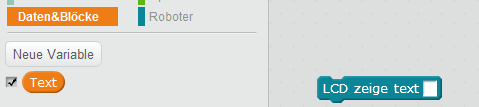 Daten&Blöcke
Roboter
Neue Variable
Text
LCD zeige text